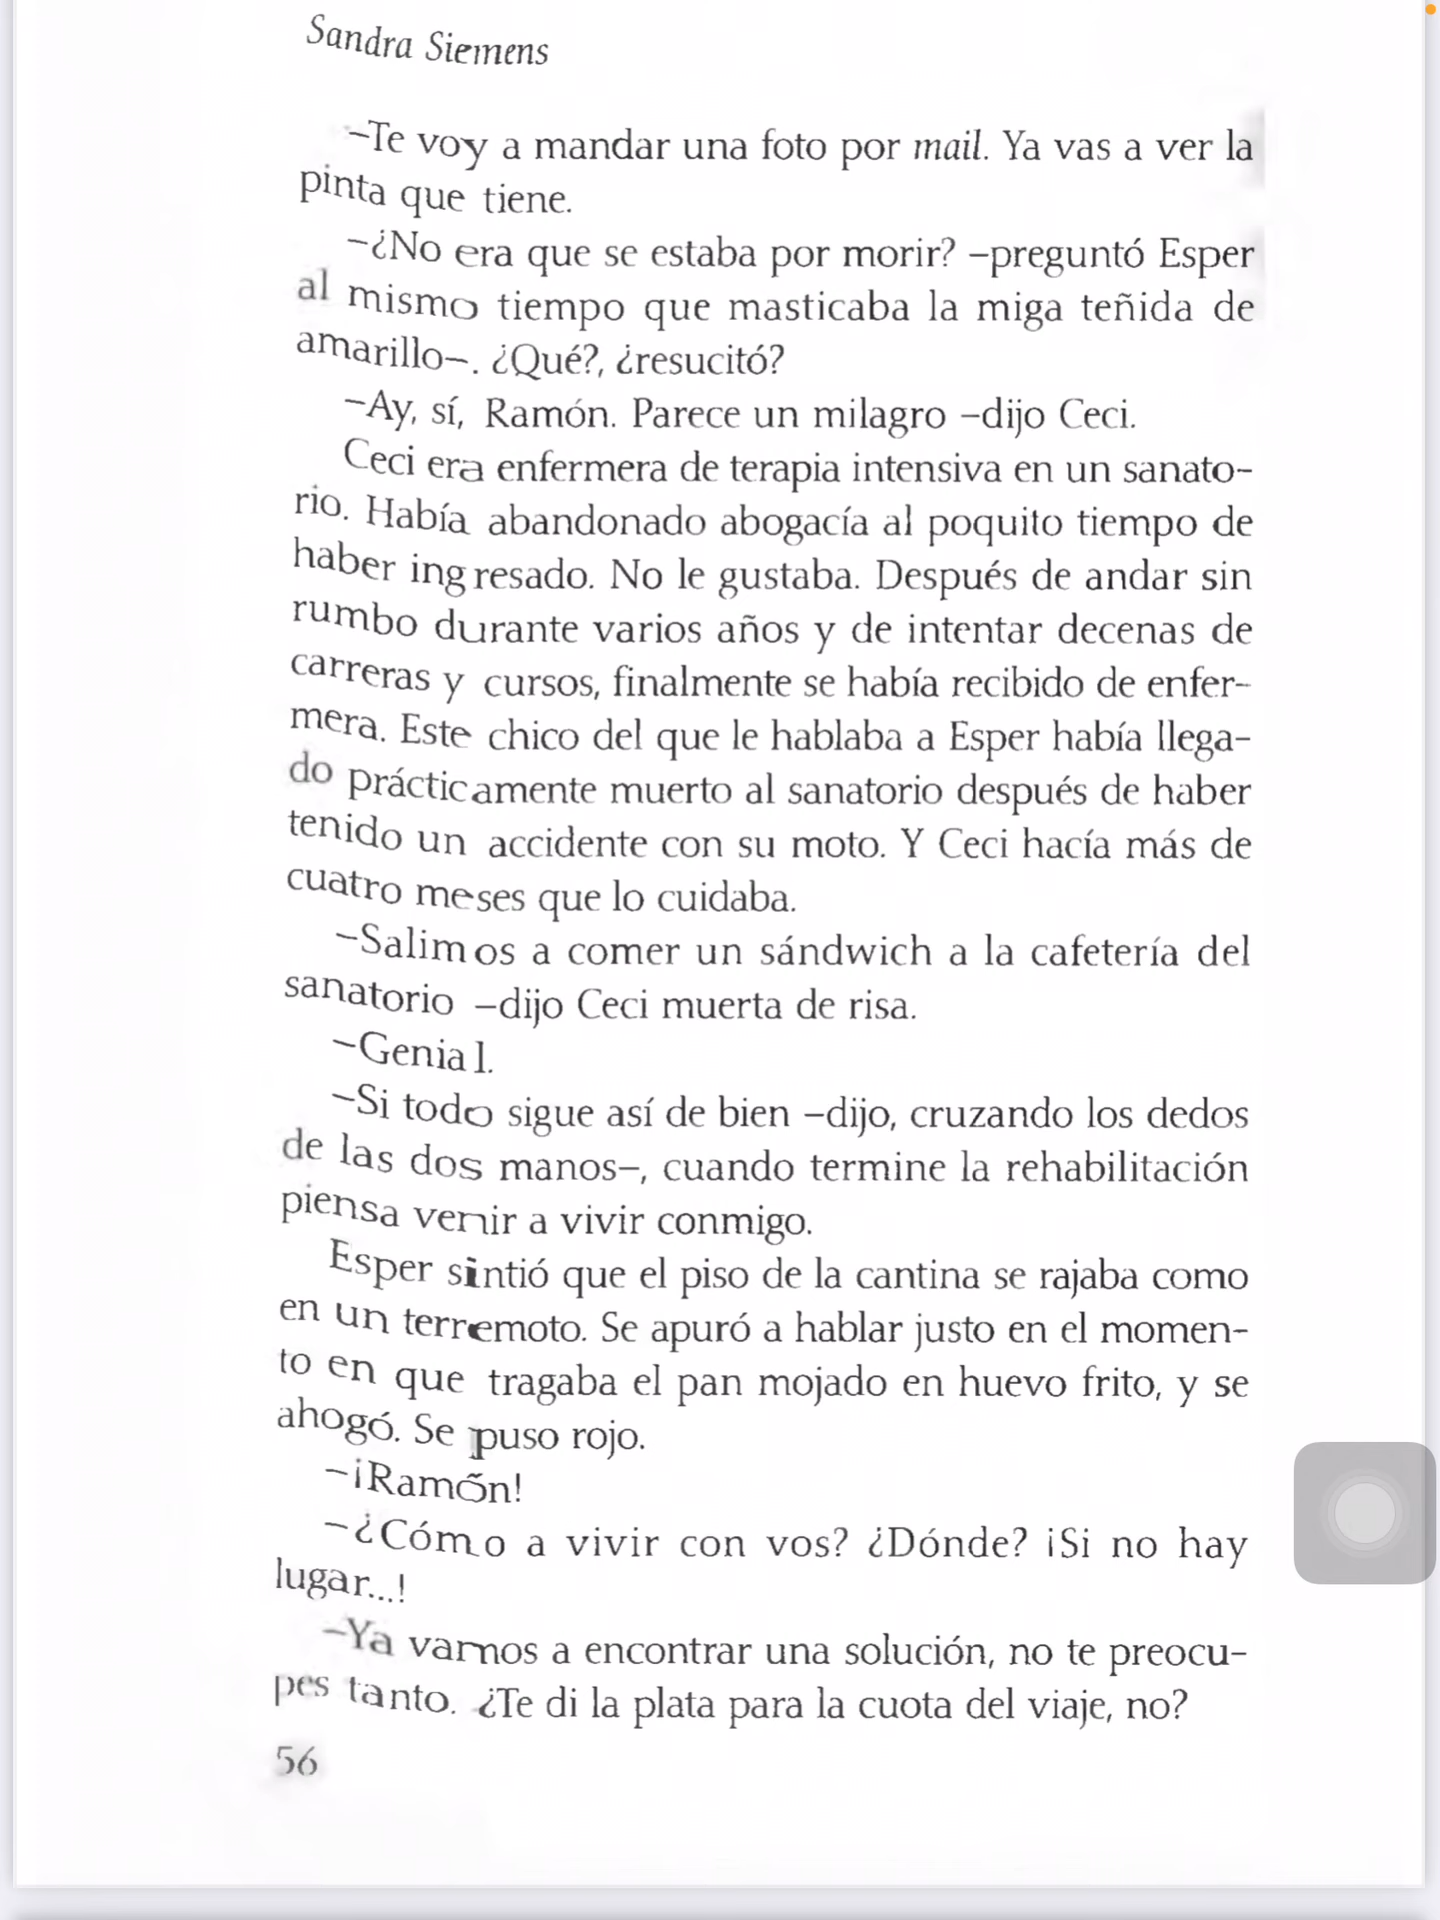 Sandra Siemens
–Te voy a mandar una foto por mail. Ya vas a ver la
pinta que tiene.
–¿No era que se estaba por morir? –preguntó Esper
al mismo tiempo que masticaba la miga teñida de
amarillo–. ¿Qué?, ¿resucitó?
–Ay, sí, Ramón. Parece un milagro –dijo Ceci.
Ceci era enfermera de terapia intensiva en un sanato-
rio. Había abandonado abogacía al poquito tiempo de
haber ingresado. No le gustaba. Después de andar sin
rumbo durante varios años y de intentar decenas de
carreras y cursos, finalmente se había recibido de enfer-
mera. Este chico del que le hablaba a Esper había llega-
do prácticamente muerto al sanatorio después de haber
tenido un accidente con su moto. Y Ceci hacía más de
cuatro meses que lo cuidaba.
–Salimos a comer un sándwich a la cafetería del
sanatorio –dijo Ceci muerta de risa.
–Genial.
–Si todo sigue así de bien –dijo, cruzando los dedos
de las dos manos–, cuando termine la rehabilitación
piensa venir a vivir conmigo.
Esper sintió que el piso de la cantina se rajaba como
en un terremoto. Se apuró a hablar justo en el momen-
to en que tragaba el pan mojado en huevo frito, y se
ahogó. Se puso rojo.
–¡Ramón!
–¿Cómo a vivir con vos? ¿Dónde? ¡Si no hay
lugar...!
–Ya vamos a encontrar una solución, no te preocu-
pes tanto. ¿Te di la plata para la cuota del viaje, no?
56